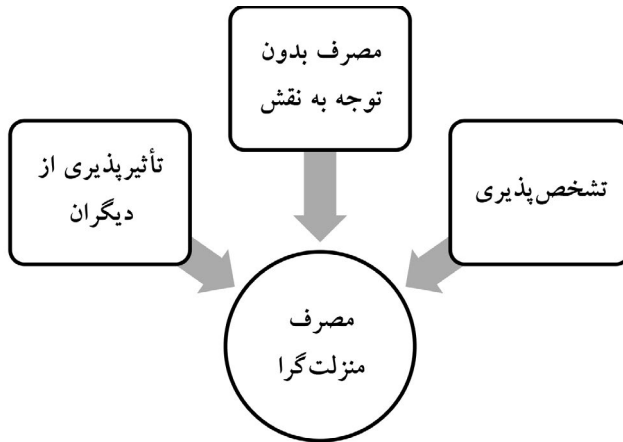 مصرف بدون
توجه به نقش
تشخص‌پذیری
تأثیرپذیری از
دیگران
مصرف
منزلت‌گرا